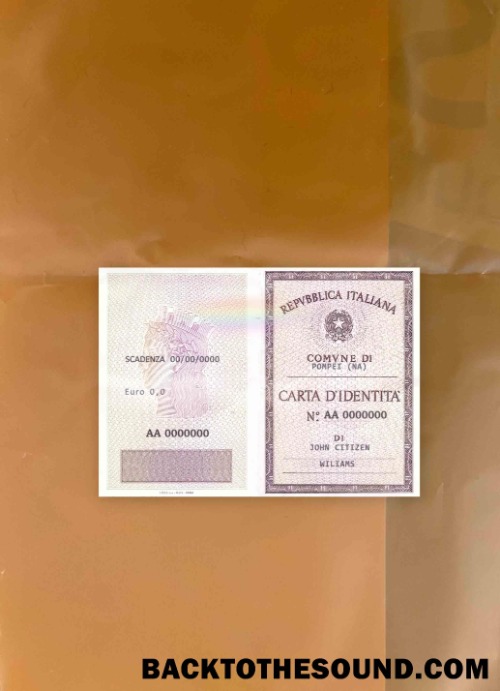 SCADENZA 00/00/0000
Euro 0,0
AA 0000000
REPVBBLICA ITALIANA
COMVNE DI
POMPEI (NA)
CARTA D'IDENTITA'
N.º AA 0000000
DI
JOHN CITIZEN
WILIAMS
BACKTOTHESOUND.COM